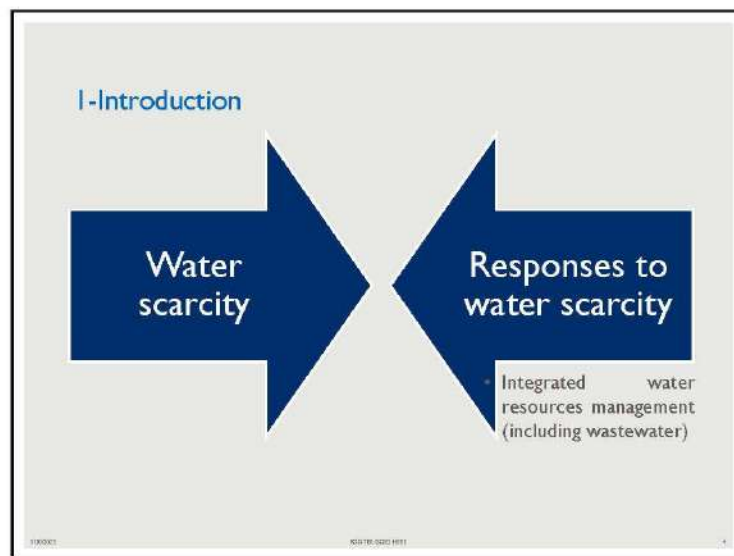 1-Introduction
Water
scarcity
Responses to
water scarcity
• Integrated water
resources management
(including wastewater)